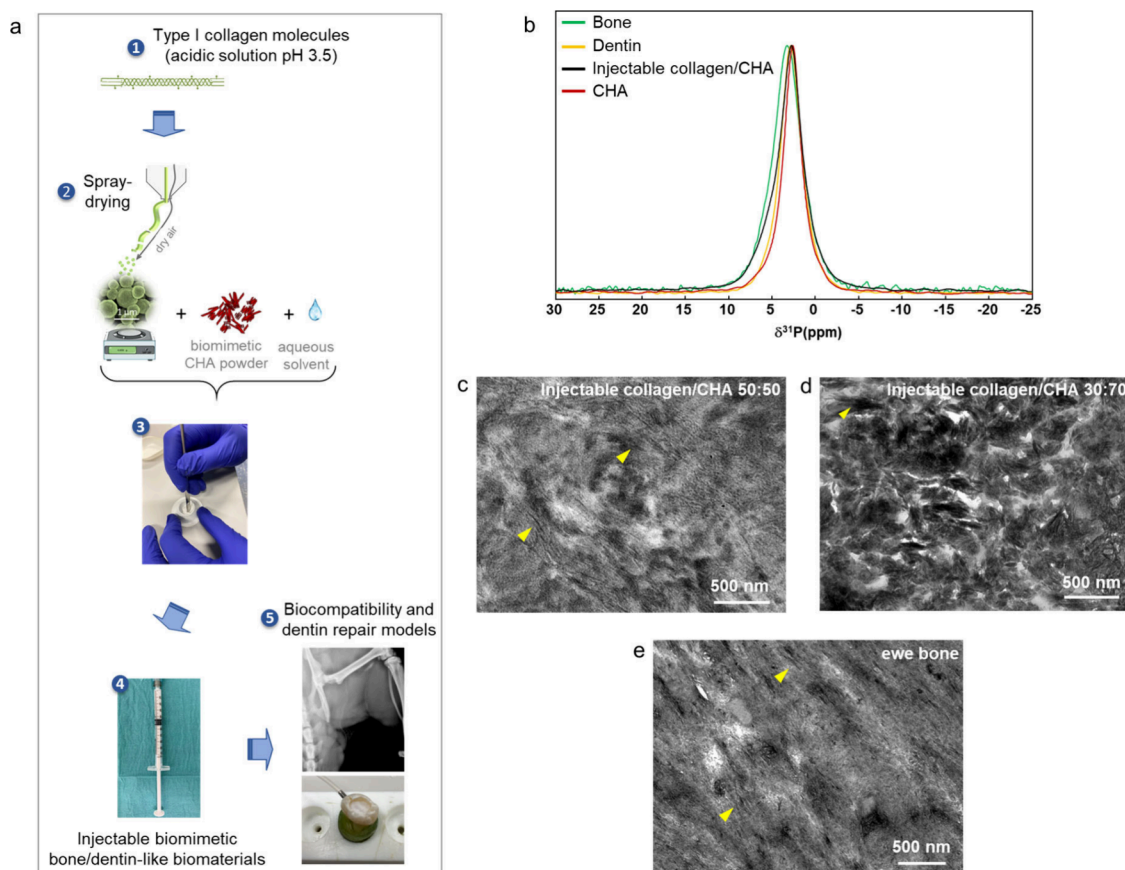 a
1
Type I collagen molecules
(acidic solution pH 3.5)
2
Spray-
drying
dry air
1 µm
+
+
biomimetic
CHA powder
aqueous
solvent
3
4
5
Biocompatibility and
dentin repair models
Injectable biomimetic
bone/dentin-like biomaterials
b
Bone
Dentin
Injectable collagen/CHA
CHA
30 25 20 15 10 5 0 -5 -10 -15 -20 -25
δ³¹P(ppm)
c
Injectable collagen/CHA 50:50
500 nm
d
Injectable collagen/CHA 30:70
500 nm
e
ewe bone
500 nm